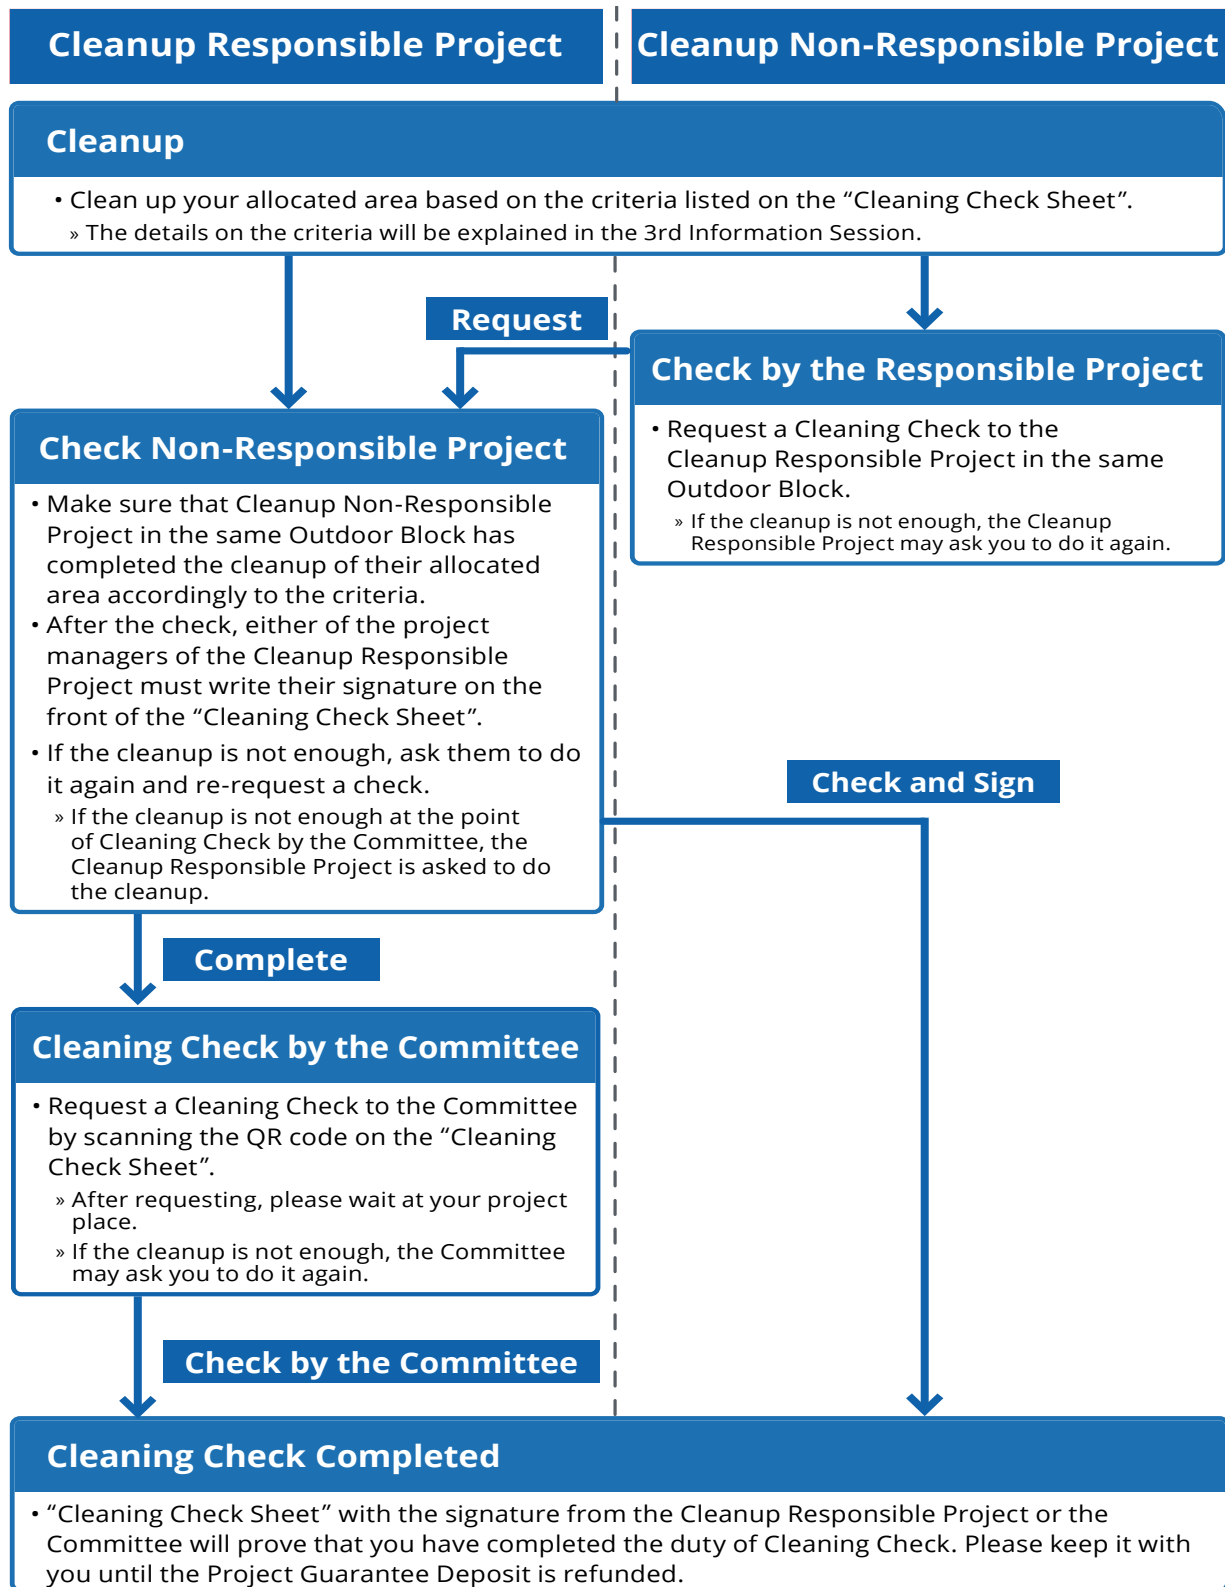 Cleanup Responsible Project
Cleanup Non-Responsible Project
Cleanup
• Clean up your allocated area based on the criteria listed on the “Cleaning Check Sheet”.
» The details on the criteria will be explained in the 3rd Information Session.
Request
Check by the Responsible Project
• Request a Cleaning Check to the
Cleanup Responsible Project in the same
Outdoor Block.
» If the cleanup is not enough, the Cleanup
Responsible Project may ask you to do it again.
Check Non-Responsible Project
• Make sure that Cleanup Non-Responsible
Project in the same Outdoor Block has
completed the cleanup of their allocated
area accordingly to the criteria.
• After the check, either of the project
managers of the Cleanup Responsible
Project must write their signature on the
front of the “Cleaning Check Sheet”.
• If the cleanup is not enough, ask them to do
it again and re-request a check.
» If the cleanup is not enough at the point
of Cleaning Check by the Committee, the
Cleanup Responsible Project is asked to do
the cleanup.
Check and Sign
Complete
Cleaning Check by the Committee
• Request a Cleaning Check to the Committee
by scanning the QR code on the “Cleaning
Check Sheet”.
» After requesting, please wait at your project
place.
» If the cleanup is not enough, the Committee
may ask you to do it again.
Check by the Committee
Cleaning Check Completed
• “Cleaning Check Sheet” with the signature from the Cleanup Responsible Project or the
Committee will prove that you have completed the duty of Cleaning Check. Please keep it with
you until the Project Guarantee Deposit is refunded.